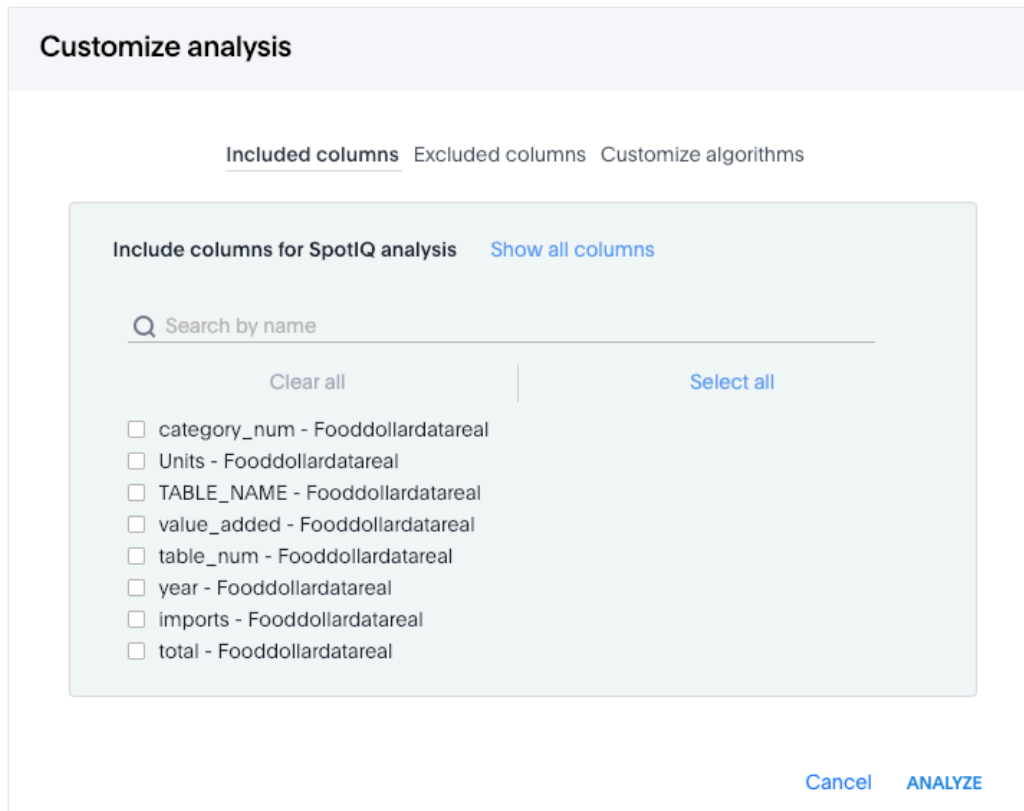 Customize analysis
Included columns Excluded columns Customize algorithms
Include columns for SpotIQ analysis Show all columns
Search by name
Clear all Select all
category_num - Fooddollardatareal
Units - Fooddollardatareal
TABLE_NAME - Fooddollardatareal
value_added - Fooddollardatareal
table_num - Fooddollardatareal
year - Fooddollardatareal
imports - Fooddollardatareal
total - Fooddollardatareal
Cancel ANALYZE